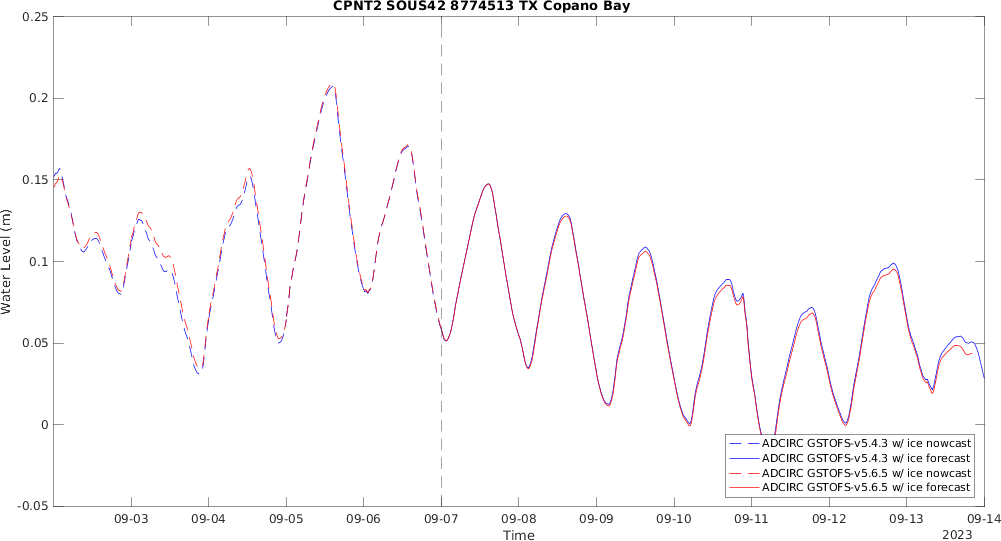 CPNT2 SOUS42 8774513 TX Copano Bay
0.25
0.2
0.15
0.1
0.05
0
-0.05
Water Level (m)
ADCIRC GSTOFS-v5.4.3 w/ ice nowcast
ADCIRC GSTOFS-v5.4.3 w/ ice forecast
ADCIRC GSTOFS-v5.6.5 w/ ice nowcast
ADCIRC GSTOFS-v5.6.5 w/ ice forecast
09-03 09-04 09-05 09-06 09-07 09-08 09-09 09-10 09-11 09-12 09-13 09-14
Time
2023